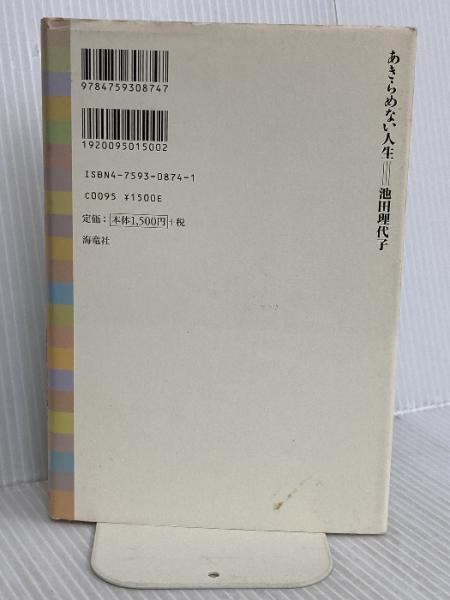 あきらめない人生＝池田理代子
9784759308747
1920095015002
ISBN4-7593-0874-1
C0095 ¥1500E
定価：本体1,500円+税
海竜社